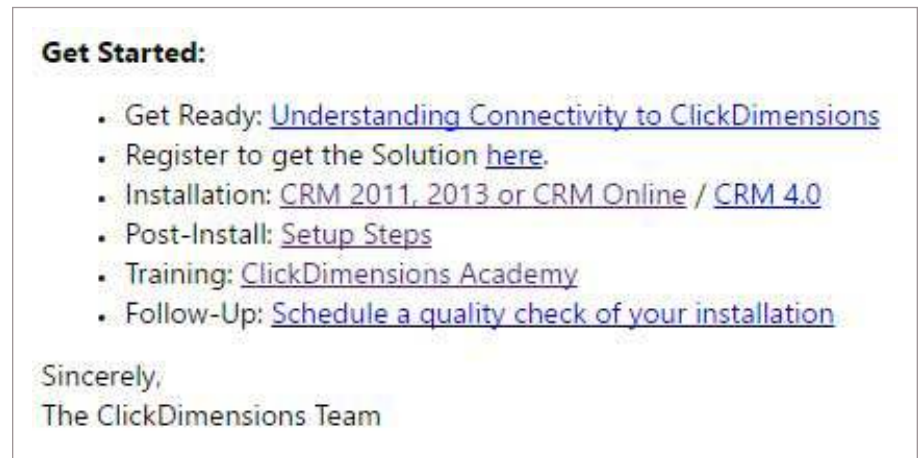 Get Started:
• Get Ready: Understanding Connectivity to ClickDimensions
• Register to get the Solution here.
• Installation: CRM 2011, 2013 or CRM Online / CRM 4.0
• Post-Install: Setup Steps
• Training: ClickDimensions Academy
• Follow-Up: Schedule a quality check of your installation
Sincerely,
The ClickDimensions Team